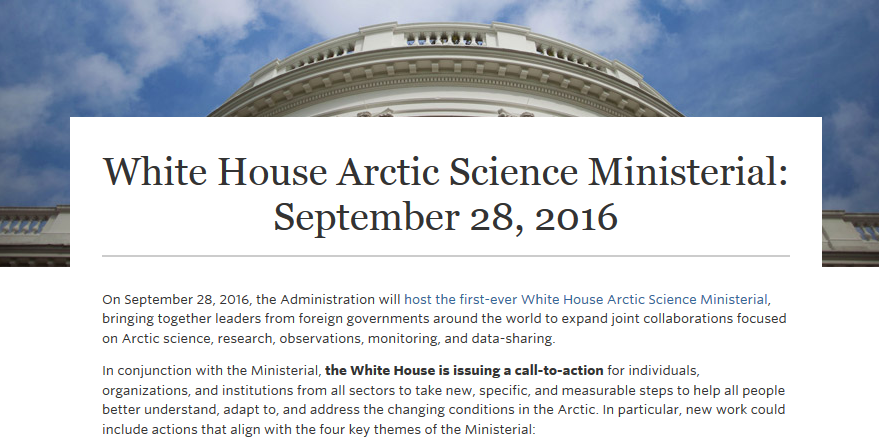 White House Arctic Science Ministerial:
September 28, 2016
On September 28, 2016, the Administration will host the first-ever White House Arctic Science Ministerial,
bringing together leaders from foreign governments around the world to expand joint collaborations focused
on Arctic science, research, observations, monitoring, and data-sharing.
In conjunction with the Ministerial, the White House is issuing a call-to-action for individuals,
organizations, and institutions from all sectors to take new, specific, and measurable steps to help all people
better understand, adapt to, and address the changing conditions in the Arctic. In particular, new work could
include actions that align with the four key themes of the Ministerial: